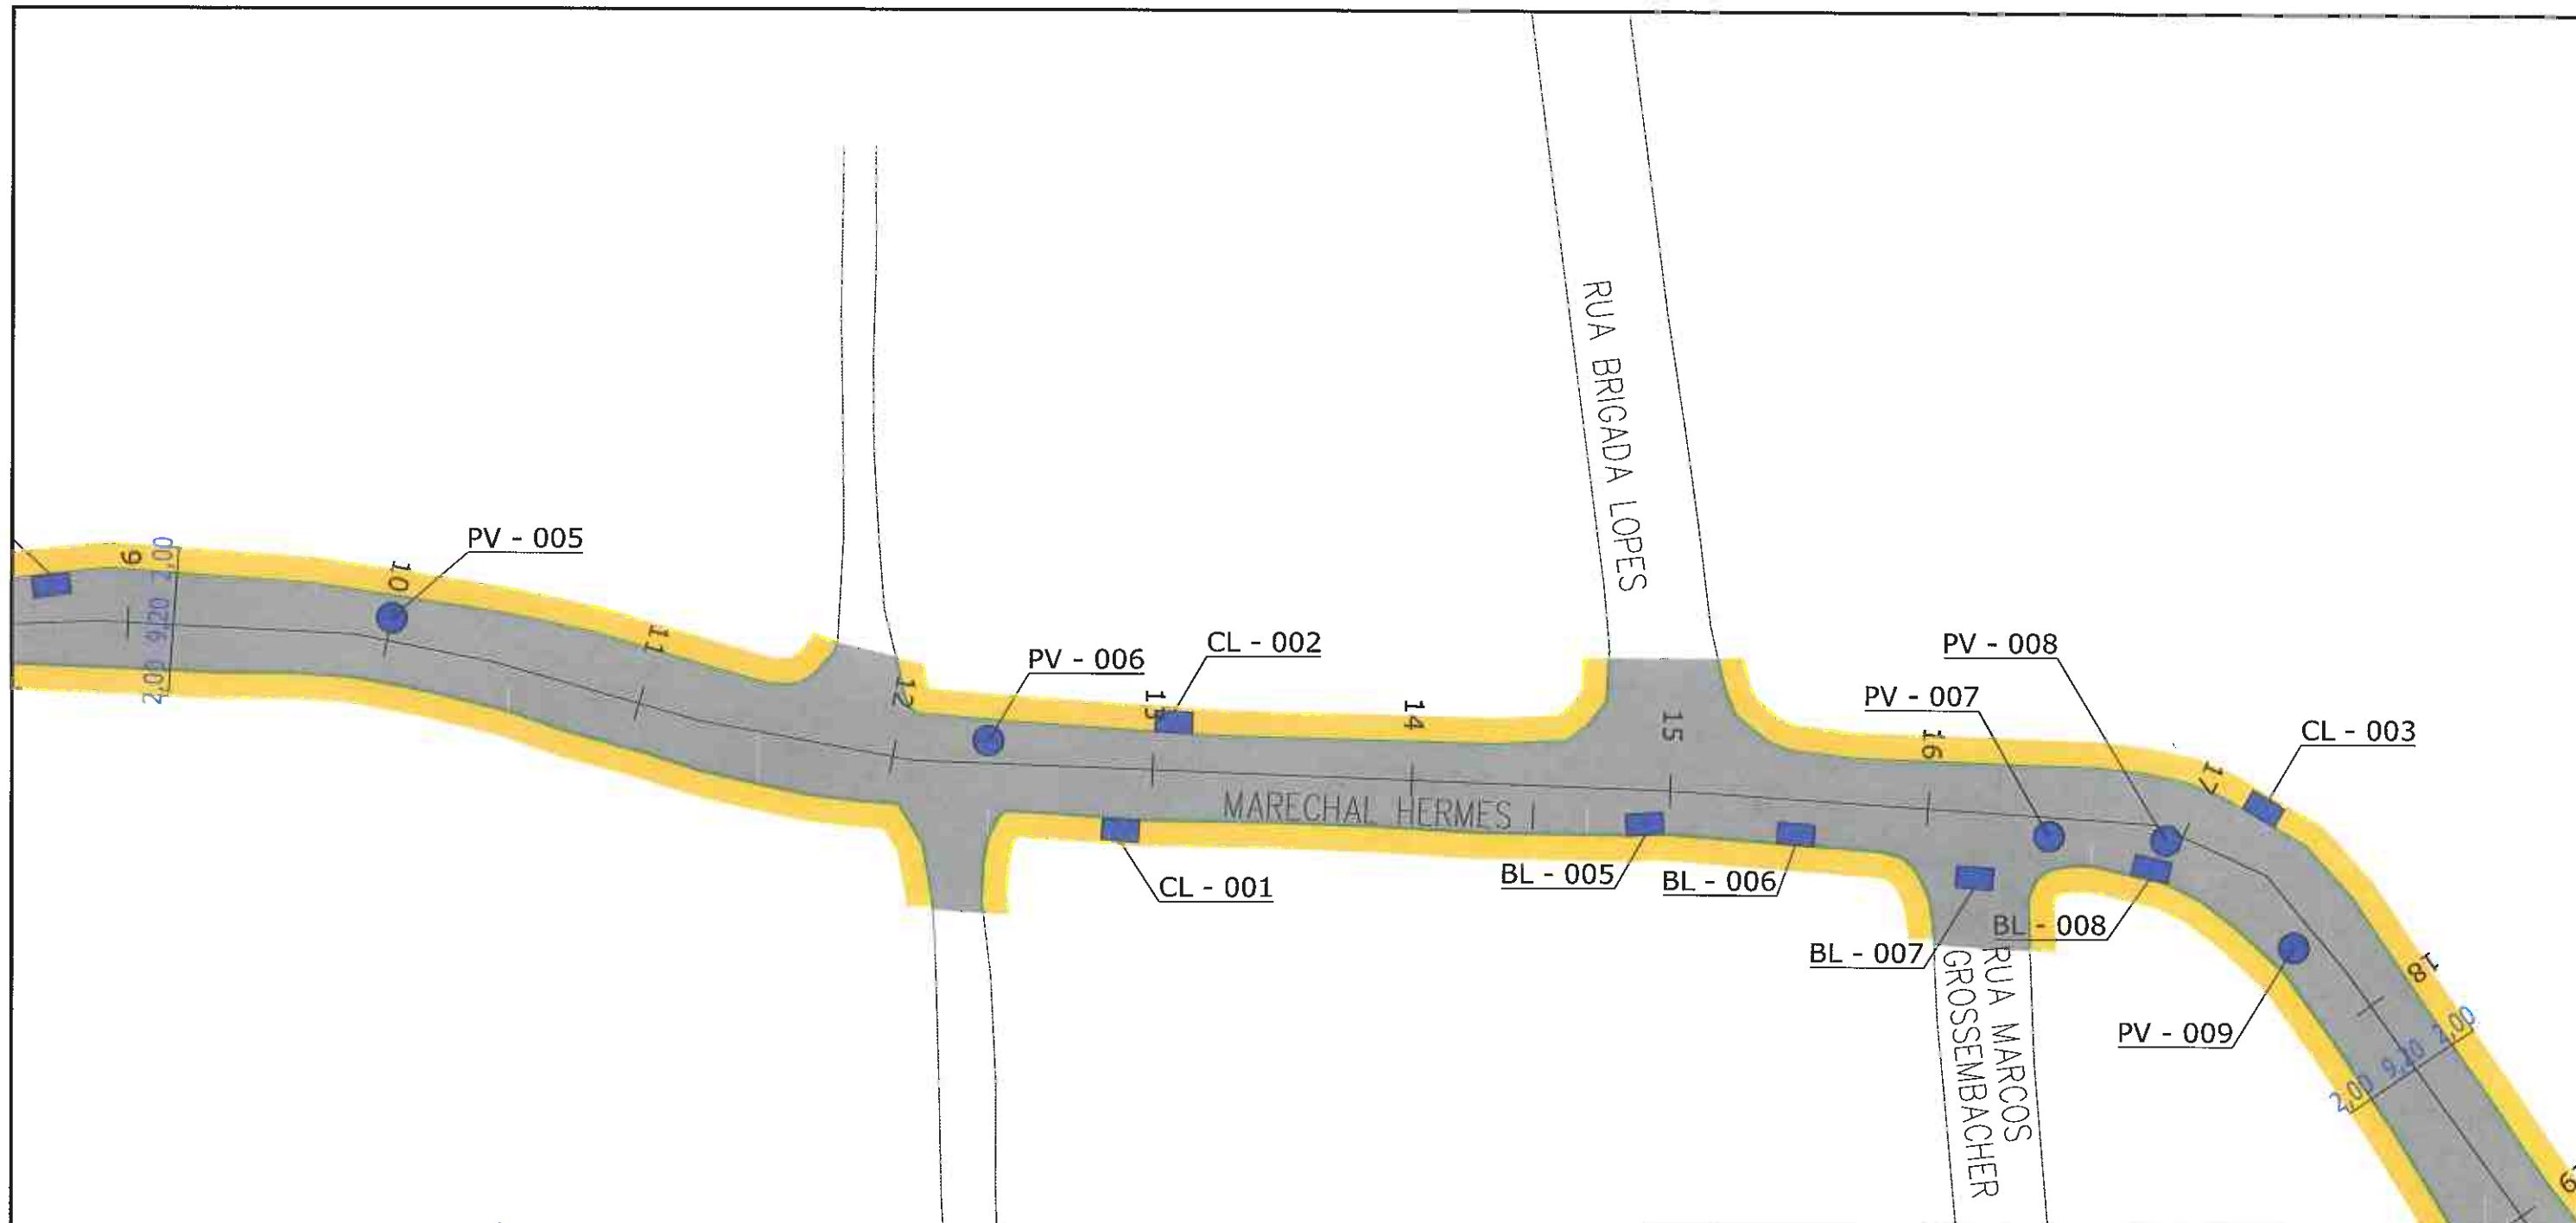 RUA BRIGADA LOPES
PV - 005
9
2,00
9,20
2,00
10
11
12
PV - 006
CL - 002
13
14
15
16
PV - 008
PV - 007
CL - 003
17
MARECHAL HERMES I
CL - 001
BL - 005
BL - 006
BL - 007
BL - 008
RUA MARCOS
GROSSEMBACHER
PV - 009
18
2,00
9,20
2,00